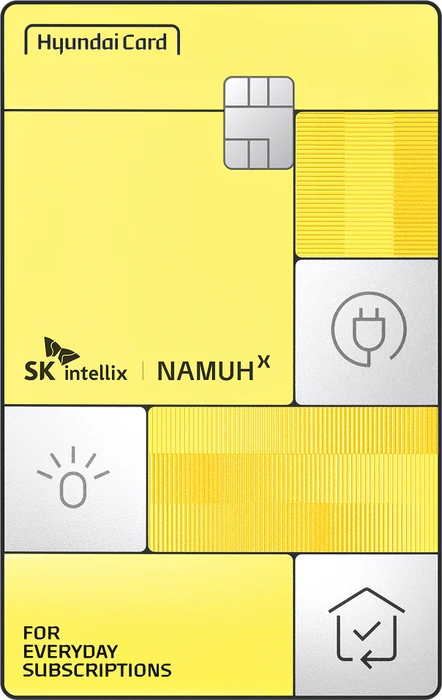 Hyundai Card
SK intellix | NAMUHX
FOR
EVERYDAY
SUBSCRIPTIONS